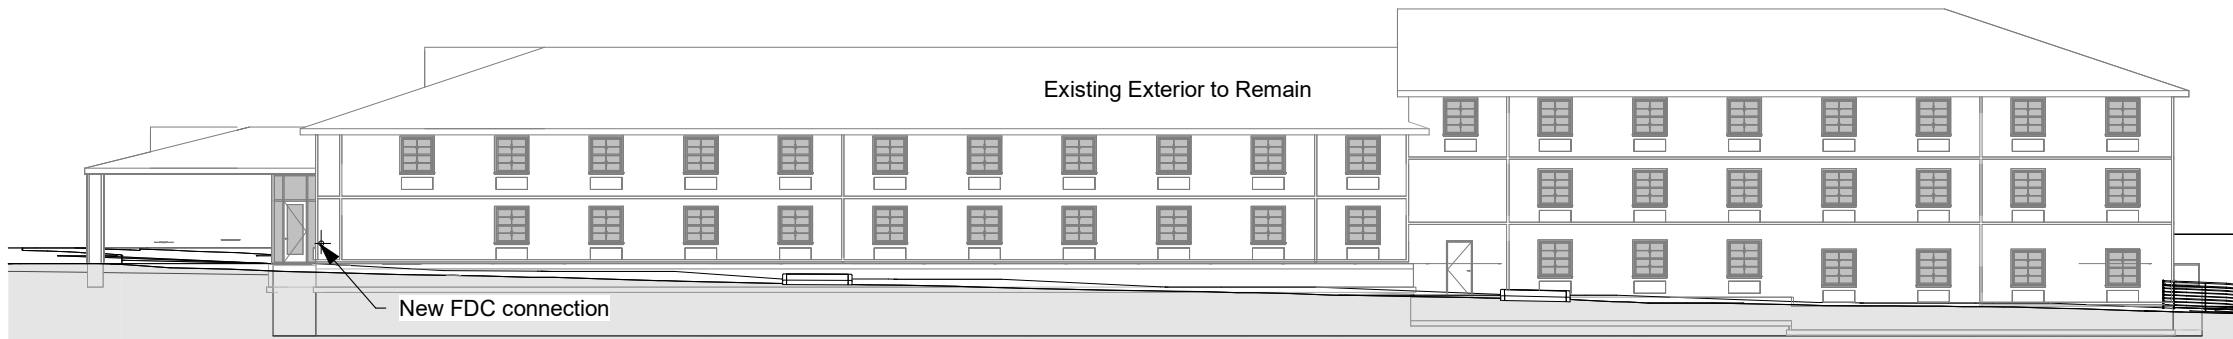 Existing Exterior to Remain
New FDC connection